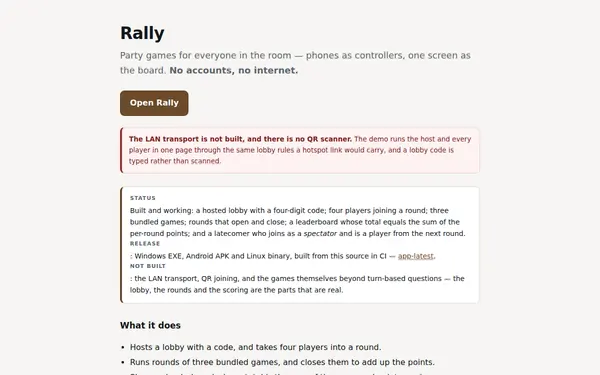 Rally
Party games for everyone in the room — phones as controllers, one screen as
the board. No accounts, no internet.
Open Rally
The LAN transport is not built, and there is no QR scanner. The demo runs the host and every
player in one page through the same lobby rules a hotspot link would carry, and a lobby code is
typed rather than scanned.
STATUS
Built and working: a hosted lobby with a four-digit code; four players joining a round; three
bundled games; rounds that open and close; a leaderboard whose total equals the sum of the
per-round points; and a latecomer who joins as a spectator and is a player from the next round.
RELEASE
: Windows EXE, Android APK and Linux binary, built from this source in CI — app-latest.
NOT BUILT
: the LAN transport, QR joining, and the games themselves beyond turn-based questions — the
lobby, the rounds and the scoring are the parts that are real.
What it does
• Hosts a lobby with a code, and takes four players into a round.
• Runs rounds of three bundled games, and closes them to add up the points.